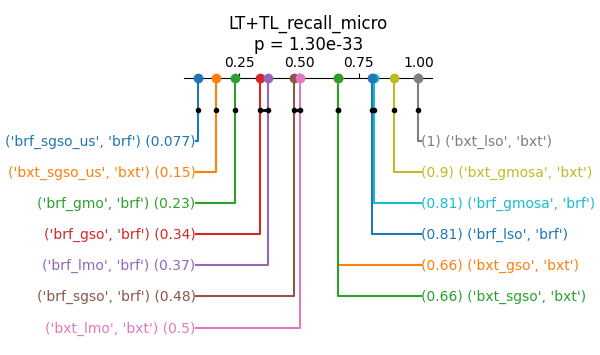 LT+TL_recall_micro
p = 1.30e-33
0.25 0.50 0.75 1.00
('brf_sgso_us', 'brf') (0.077) (1) ('bxt_lso', 'bxt')
('bxt_sgso_us', 'bxt') (0.15) (0.9) ('bxt_gmosa', 'bxt')
('brf_gmo', 'brf') (0.23) (0.81) ('brf_gmosa', 'brf')
('brf_gso', 'brf') (0.34) (0.81) ('brf_lso', 'brf')
('brf_lmo', 'brf') (0.37) (0.66) ('bxt_gso', 'bxt')
('brf_sgso', 'brf') (0.48) (0.66) ('bxt_sgso', 'bxt')
('bxt_lmo', 'bxt') (0.5)